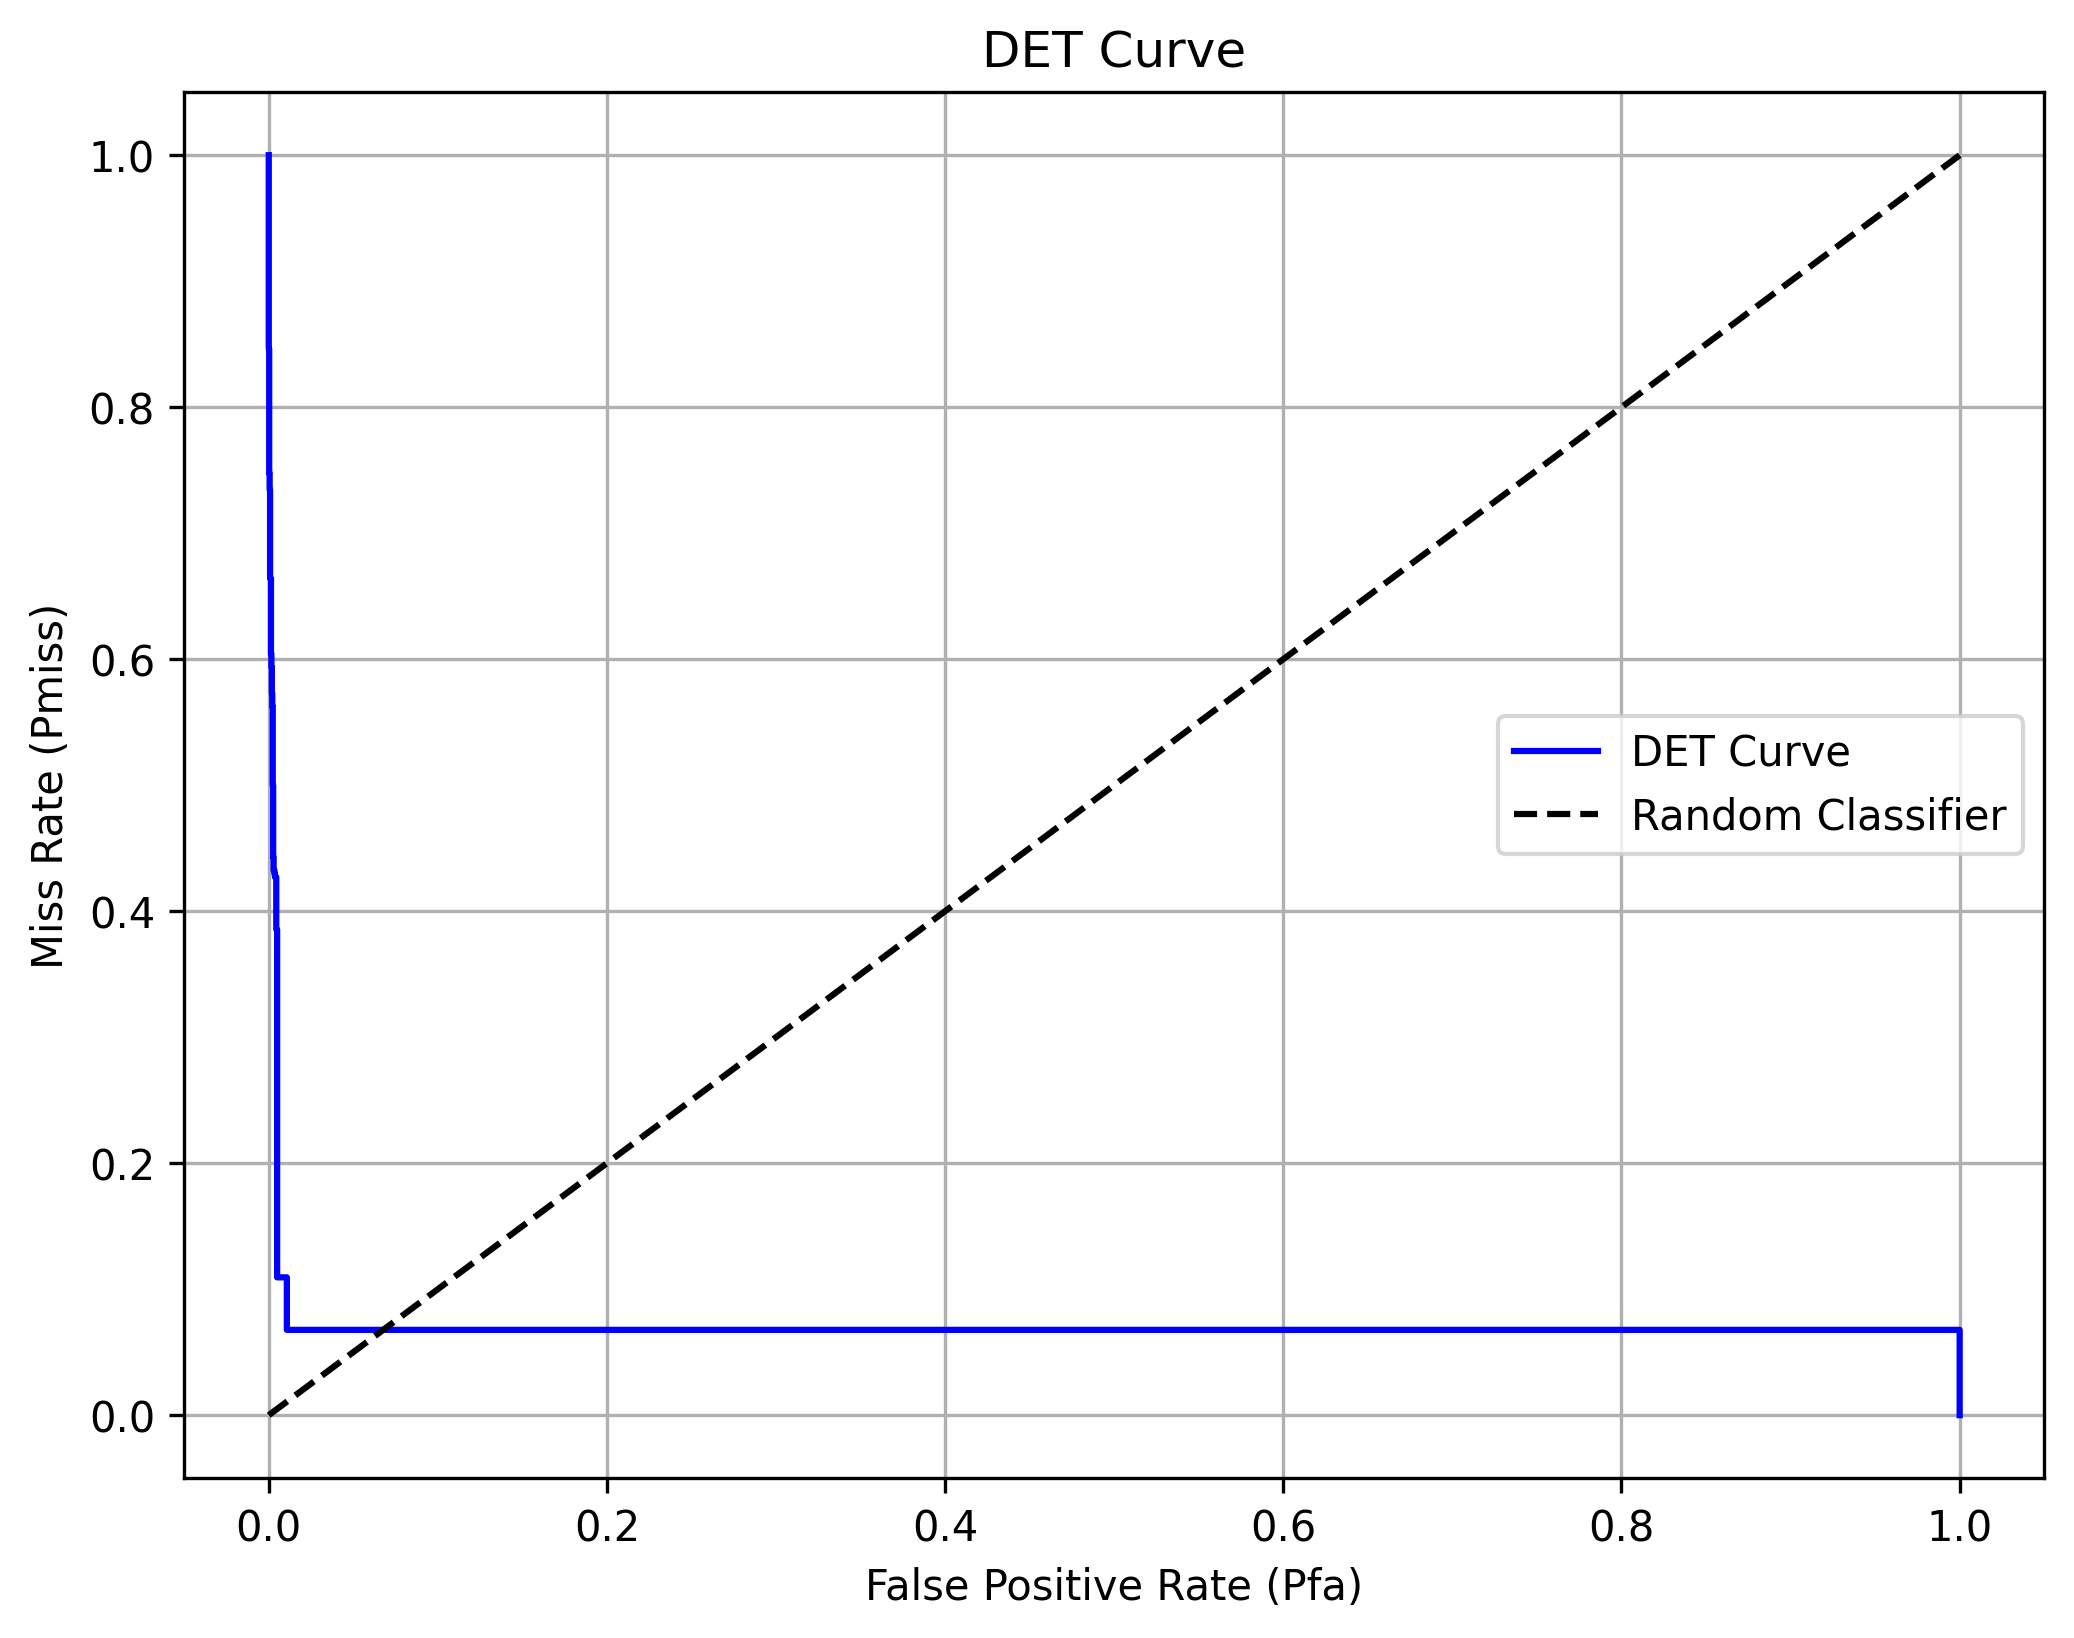 DET Curve
1.0
0.8
0.6
0.4
0.2
0.0
Miss Rate (Pmiss)
DET Curve
Random Classifier
0.0 0.2 0.4 0.6 0.8 1.0
False Positive Rate (Pfa)